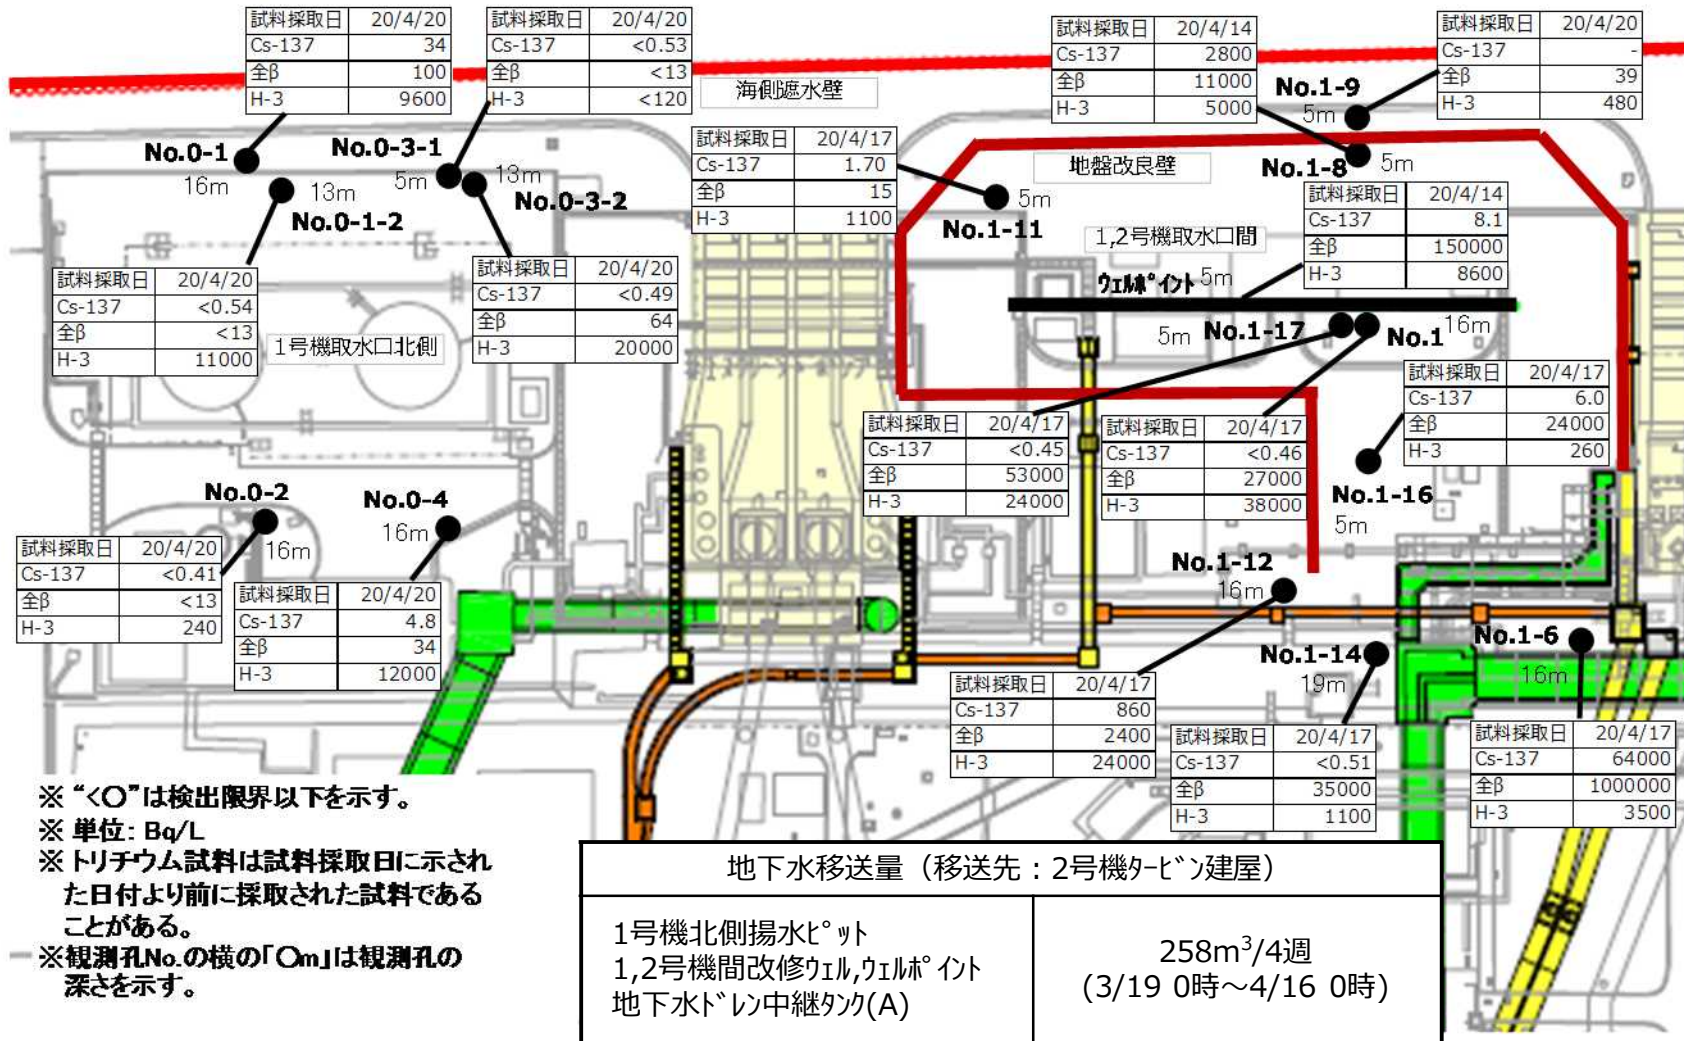 試料採取日 20/4/20
Cs-137 34
全β 100
H-3 9600
試料採取日 20/4/20
Cs-137 <0.53
全β <13
H-3 <120
海側遮水壁
試料採取日 20/4/14
Cs-137 2800
全β 11000
H-3 5000
試料採取日 20/4/20
Cs-137 -
全β 39
H-3 480
No.1-9
5m
No.0-1
16m
No.0-3-1
5m
13m
No.0-3-2
13m
No.0-1-2
試料採取日 20/4/17
Cs-137 1.70
全β 15
H-3 1100
5m
No.1-11
地盤改良壁
No.1-8
5m
試料採取日 20/4/14
Cs-137 8.1
全β 150000
H-3 8600
1,2号機取水口間
ウェルポイント 5m
試料採取日 20/4/20
Cs-137 <0.54
全β <13
H-3 11000
1号機取水口北側
試料採取日 20/4/20
Cs-137 <0.49
全β 64
H-3 20000
5m No.1-17
No.1
16m
試料採取日 20/4/17
Cs-137 6.0
全β 24000
H-3 260
試料採取日 20/4/17
Cs-137 <0.45
全β 53000
H-3 24000
試料採取日 20/4/17
Cs-137 <0.46
全β 27000
H-3 38000
No.1-16
5m
No.0-2
16m
No.0-4
16m
試料採取日 20/4/20
Cs-137 <0.41
全β <13
H-3 240
試料採取日 20/4/20
Cs-137 4.8
全β 34
H-3 12000
No.1-12
16m
No.1-14
19m
No.1-6
16m
試料採取日 20/4/17
Cs-137 860
全β 2400
H-3 24000
試料採取日 20/4/17
Cs-137 <0.51
全β 35000
H-3 1100
試料採取日 20/4/17
Cs-137 64000
全β 1000000
H-3 3500
※ “<〇”は検出限界以下を示す。
※ 単位: Bq/L
※トリチウム試料は試料採取日に示され
た日付より前に採取された試料である
ことがある。
※観測孔No.の横の「〇m」は観測孔の
深さを示す。
地下水移送量（移送先：2号機タービン建屋）
1号機北側揚水ピット
1,2号機間改修ウェル,ウェルポイント
地下水ドレン中継タンク(A)
258m³/4週
(3/19 0時～4/16 0時)